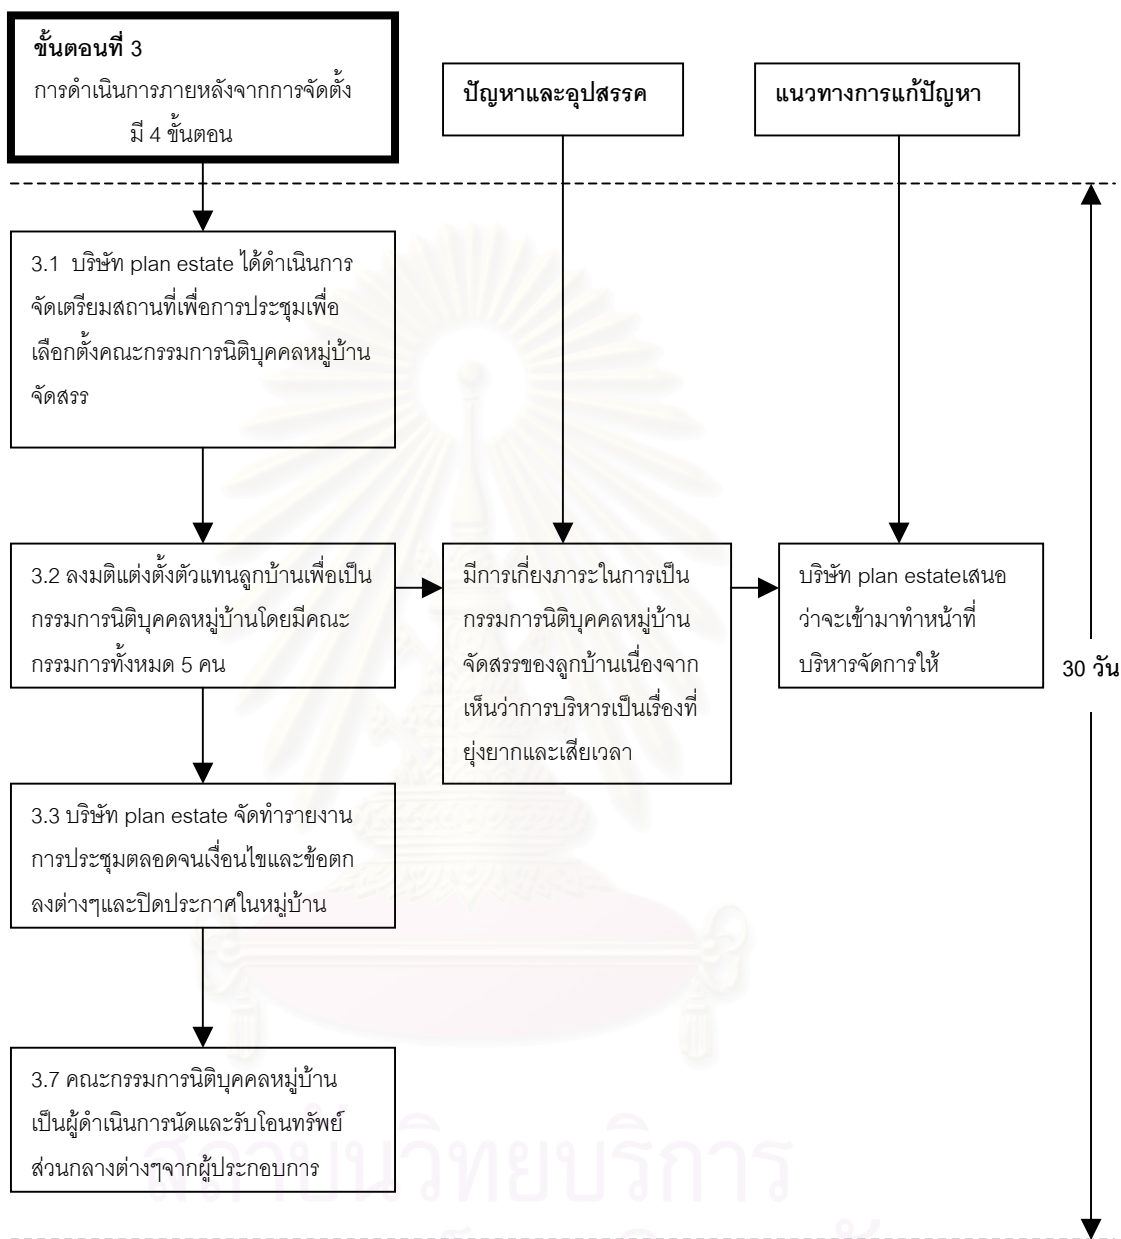 ขั้นตอนที่ 3
การดำเนินการภายหลังจากการจัดตั้ง
มี 4 ขั้นตอน
ปัญหาและอุปสรรค
แนวทางการแก้ปัญหา
3.1 บริษัท plan estate ได้ดำเนินการ
จัดเตรียมสถานที่เพื่อการประชุมเพื่อ
เลือกตั้งคณะกรรมการนิติบุคคลหมู่บ้าน
จัดสรร
3.2 ลงมติแต่งตั้งตัวแทนลูกบ้านเพื่อเป็น
กรรมการนิติบุคคลหมู่บ้านโดยมีคณะ
กรรมการทั้งหมด 5 คน
มีการเกี่ยงภาระในการเป็น
กรรมการนิติบุคคลหมู่บ้าน
จัดสรรของลูกบ้านเนื่องจาก
เห็นว่าการบริหารเป็นเรื่องที่
ยุ่งยากและเสียเวลา
บริษัท plan estateเสนอ
ว่าจะเข้ามาทำหน้าที่
บริหารจัดการให้
30 วัน
3.3 บริษัท plan estate จัดทำรายงาน
การประชุมตลอดจนเงื่อนไขและข้อตก
ลงต่างๆและปิดประกาศในหมู่บ้าน
3.7 คณะกรรมการนิติบุคคลหมู่บ้าน
เป็นผู้ดำเนินการนัดและรับโอนทรัพย์
ส่วนกลางต่างๆจากผู้ประกอบการ
สถาบันวิทยบริการ